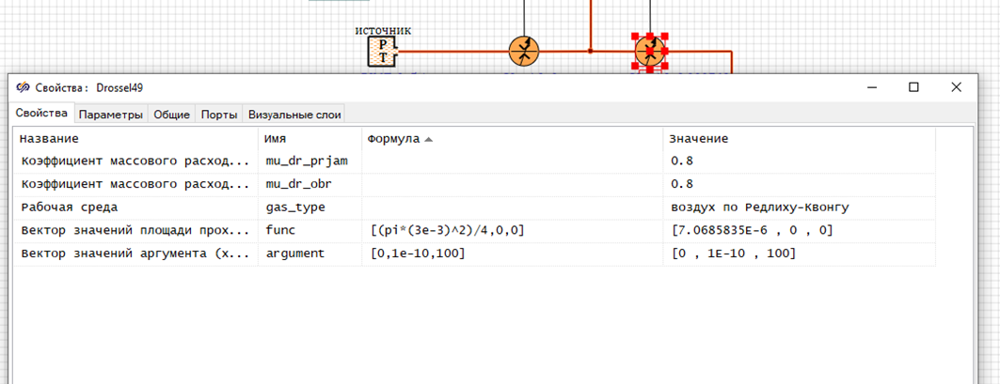 источник
P
T
Свойства: Drossel49
Свойства Параметры Общие Порты Визуальные слои
Название Имя Формула Значение
Коэффициент массового расход... mu_dr_prjam 0.8
Коэффициент массового расход... mu_dr_obr 0.8
Рабочая среда gas_type воздух по Редлиху-Квонгу
Вектор значений площади прох... func [(pi*(3e-3)^2)/4,0,0] [7.0685835E-6 , 0 , 0]
Вектор значений аргумента (x... argument [0,1e-10,100] [0 , 1E-10 , 100]